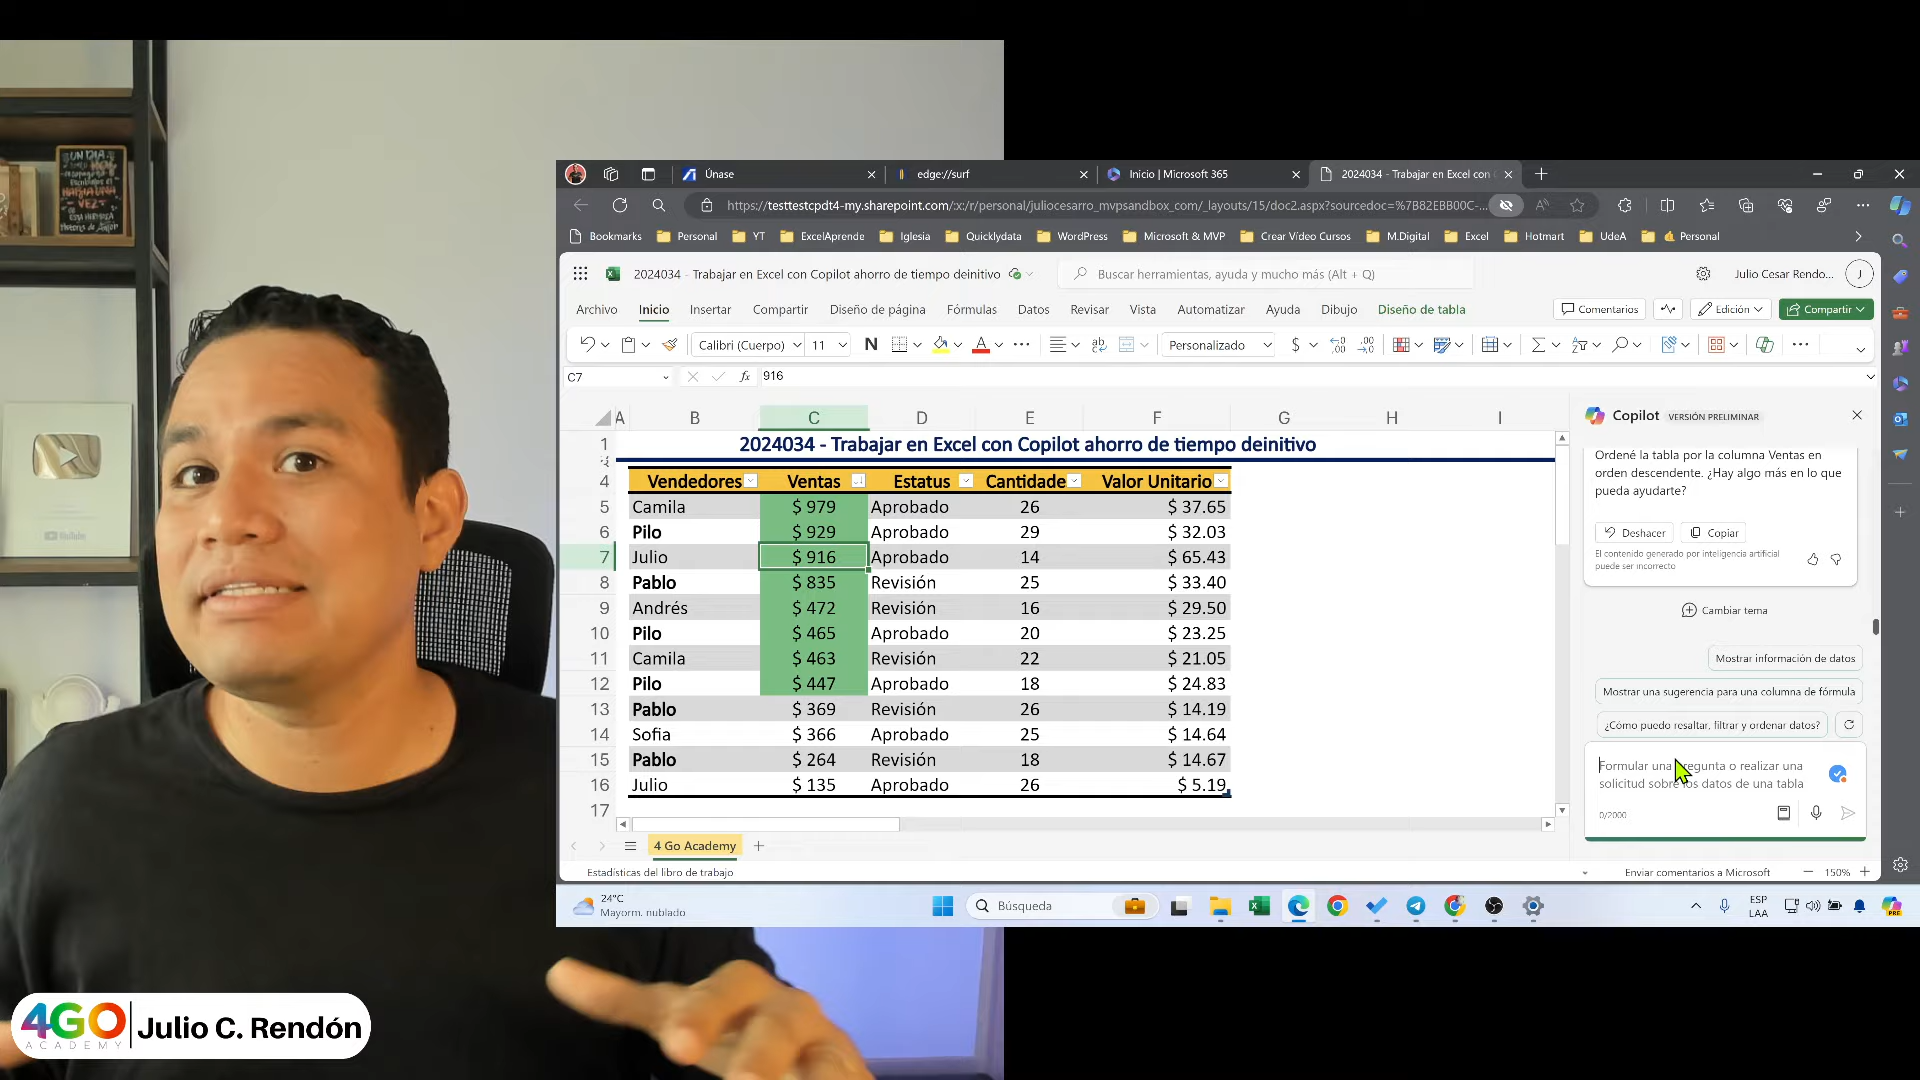 UN DIA
VEZ
YouTube
4GO
ACADEMY
Julio C. Rendón
Únase
edge://surf
Inicio | Microsoft 365
2024034 - Trabajar en Excel con C
https://testtestcpdt4-my.sharepoint.com/:x:/r/personal/juliocesarro_mvpsandbox_com/_layouts/15/doc2.aspx?sourcedoc=%7B82EBB00C-...
Bookmarks Personal YT ExcelAprende Iglesia Quicklydata WordPress Microsoft & MVP Crear Vídeo Cursos M.Digital Excel Hotmart UdeA Personal
2024034 - Trabajar en Excel con Copilot ahorro de tiempo deinitivo
Buscar herramientas, ayuda y mucho más (Alt + Q)
Julio Cesar Rendo... J
Archivo Inicio Insertar Compartir Diseño de página Fórmulas Datos Revisar Vista Automatizar Ayuda Dibujo Diseño de tabla
Comentarios Edición Compartir
Calibri (Cuerpo) 11 N A ab Personalizado $
C7 fx 916
A B C D E F G H I
1 2024034 - Trabajar en Excel con Copilot ahorro de tiempo deinitivo
4 Vendedores Ventas Estatus Cantidade Valor Unitario
5 Camila $ 979 Aprobado 26 $ 37.65
6 Pilo $ 929 Aprobado 29 $ 32.03
7 Julio $ 916 Aprobado 14 $ 65.43
8 Pablo $ 835 Revisión 25 $ 33.40
9 Andrés $ 472 Revisión 16 $ 29.50
10 Pilo $ 465 Aprobado 20 $ 23.25
11 Camila $ 463 Revisión 22 $ 21.05
12 Pilo $ 447 Aprobado 18 $ 24.83
13 Pablo $ 369 Revisión 26 $ 14.19
14 Sofia $ 366 Aprobado 25 $ 14.64
15 Pablo $ 264 Revisión 18 $ 14.67
16 Julio $ 135 Aprobado 26 $ 5.19
17
4 Go Academy
Estadísticas del libro de trabajo
Copilot VERSIÓN PRELIMINAR
Ordené la tabla por la columna Ventas en
orden descendente. ¿Hay algo más en lo que
pueda ayudarte?
Deshacer Copiar
El contenido generado por inteligencia artificial
puede ser incorrecto
Cambiar tema
Mostrar información de datos
Mostrar una sugerencia para una columna de fórmula
¿Cómo puedo resaltar, filtrar y ordenar datos?
Formular una pregunta o realizar una
solicitud sobre los datos de una tabla
0/2000
Enviar comentarios a Microsoft 150%
24°C
Mayorm. nublado
Búsqueda
ESP
LAA
PRE